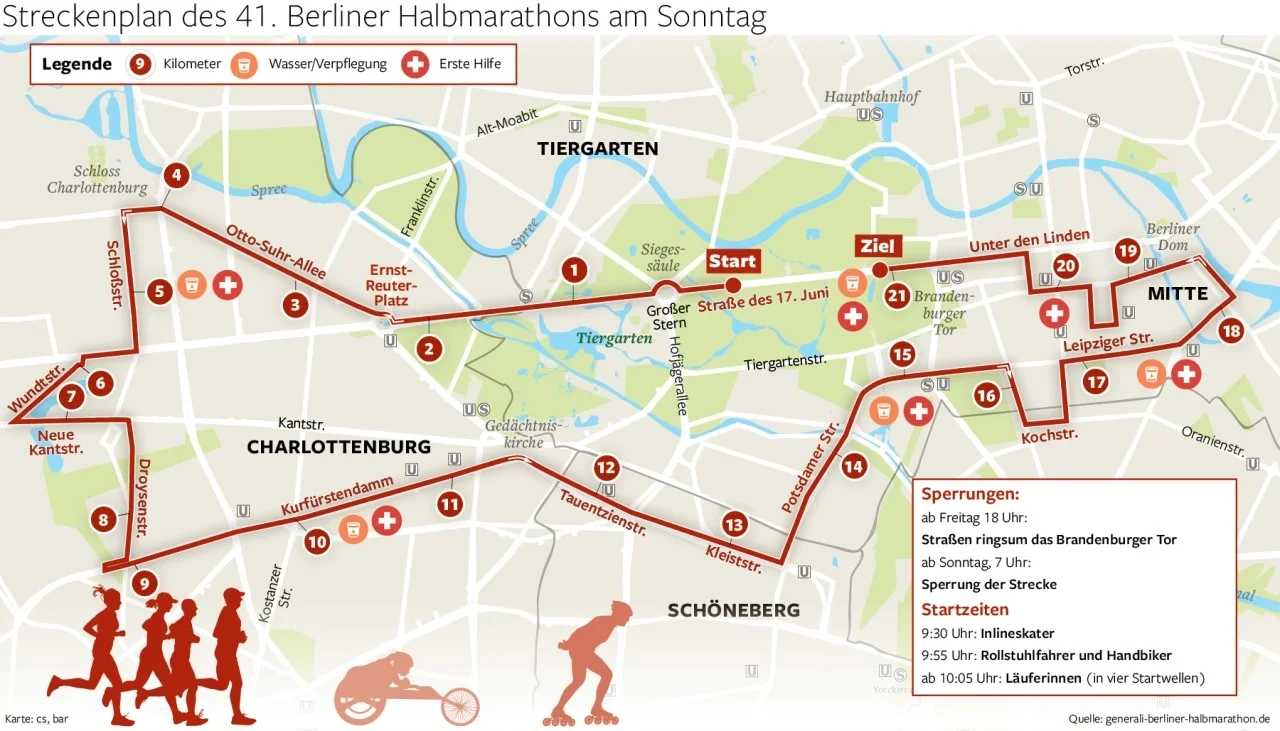 Streckenplan des 41. Berliner Halbmarathons am Sonntag
Legende
9 Kilometer
Wasser/Verpflegung
Erste Hilfe
Torstr.
Hauptbahnhof
U S
U
S
Alt-Moabit
U
TIERGARTEN
Schloss
Charlottenburg
4
Spree
Franklinstr.
Spree
S U
Otto-Suhr-Allee
Schloßstr.
5
3
Ernst-
Reuter-
Platz
U
2
S
1
Sieges-
säule
Start
Großer
Stern
Straße des 17. Juni
Tiergarten
Hofjägerallee
Tiergartenstr.
Ziel
21
U S
Branden-
burger
Tor
Unter den Linden
20
U
19
U
Berliner
Dom
MITTE
18
U
U
Leipziger Str.
U
17
15
S U
16
Kochstr.
Oranienstr.
U
Wundtstr.
6
7
Neue
Kantstr.
Kantstr.
CHARLOTTENBURG
U S
Gedächtnis-
kirche
U
U
U
Droysenstr.
8
9
Kurfürstendamm
10
11
12
U
Tauentzienstr.
13
Kleiststr.
U
Potsdamer Str.
14
Kostanzer
Str.
SCHÖNEBERG
U
U
S
U
U
Sperrungen:
ab Freitag 18 Uhr:
Straßen ringsum das Brandenburger Tor
ab Sonntag, 7 Uhr:
Sperrung der Strecke
Startzeiten
9:30 Uhr: Inlineskater
9:55 Uhr: Rollstuhlfahrer und Handbiker
ab 10:05 Uhr: Läuferinnen (in vier Startwellen)
Karte: cs, bar
Quelle: generali-berliner-halbmarathon.de